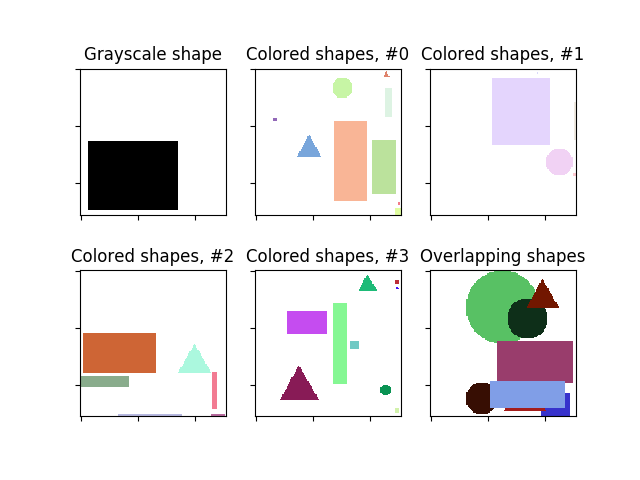 Grayscale shape
Colored shapes, #0
Colored shapes, #1
Colored shapes, #2
Colored shapes, #3
Overlapping shapes